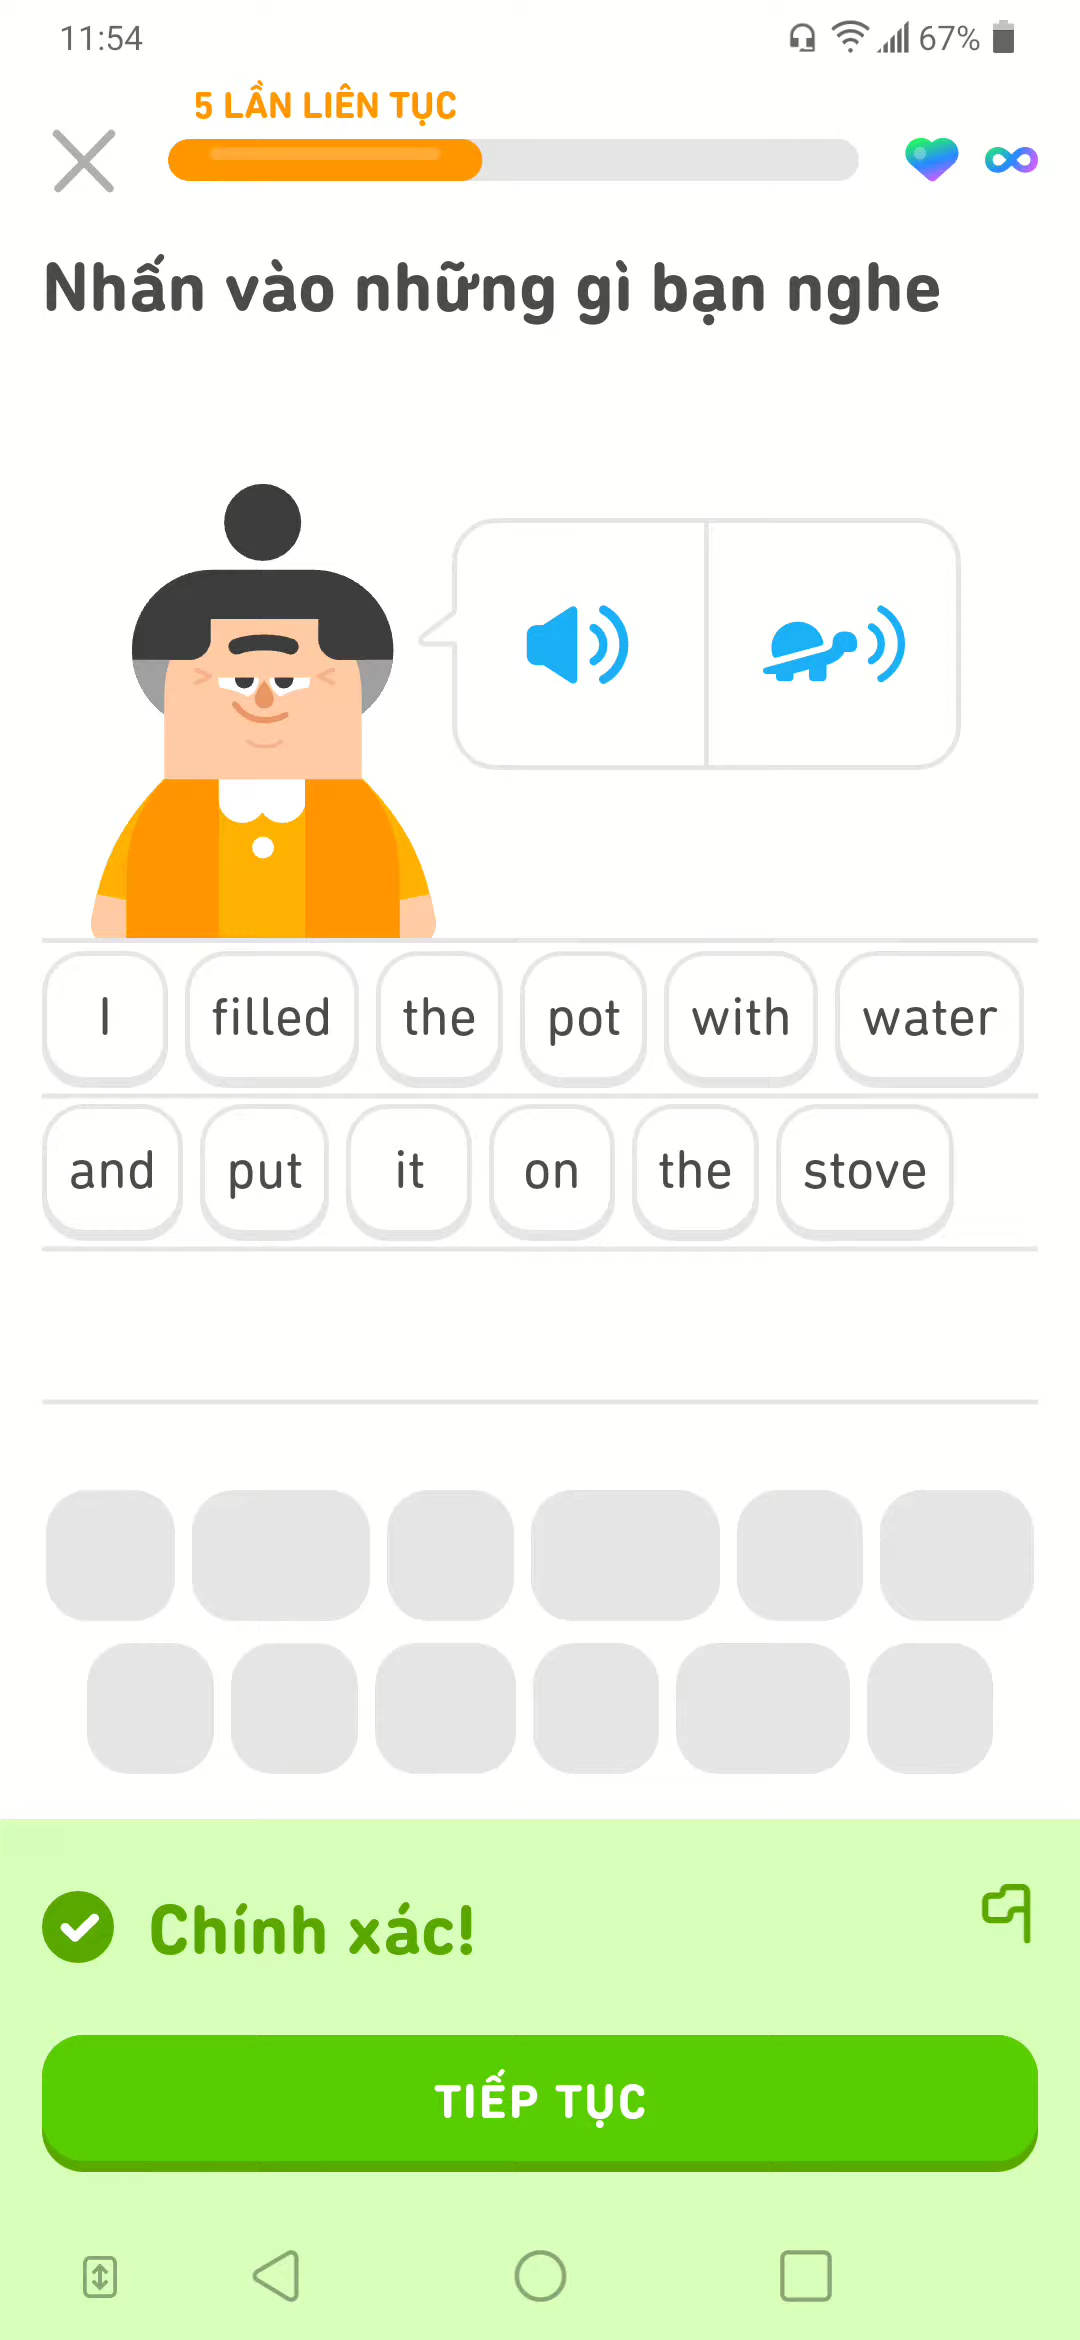 11:54
67%
5 LẦN LIÊN TỤC
Nhấn vào những gì bạn nghe
I filled the pot with water
and put it on the stove
Chính xác!
TIẾP TỤC